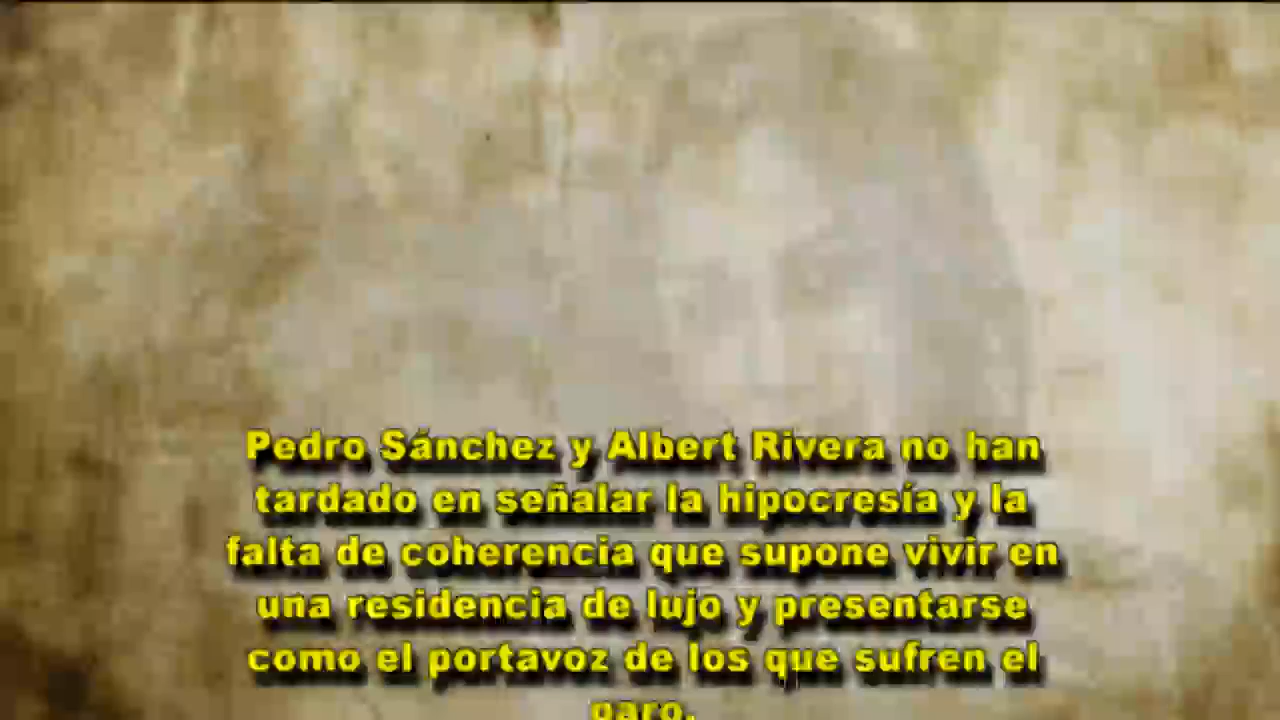 Pedro Sánchez y Albert Rivera no han
tardado en señalar la hipocresía y la
falta de coherencia que supone vivir en
una residencia de lujo y presentarse
como el portavoz de los que sufren el
paro.